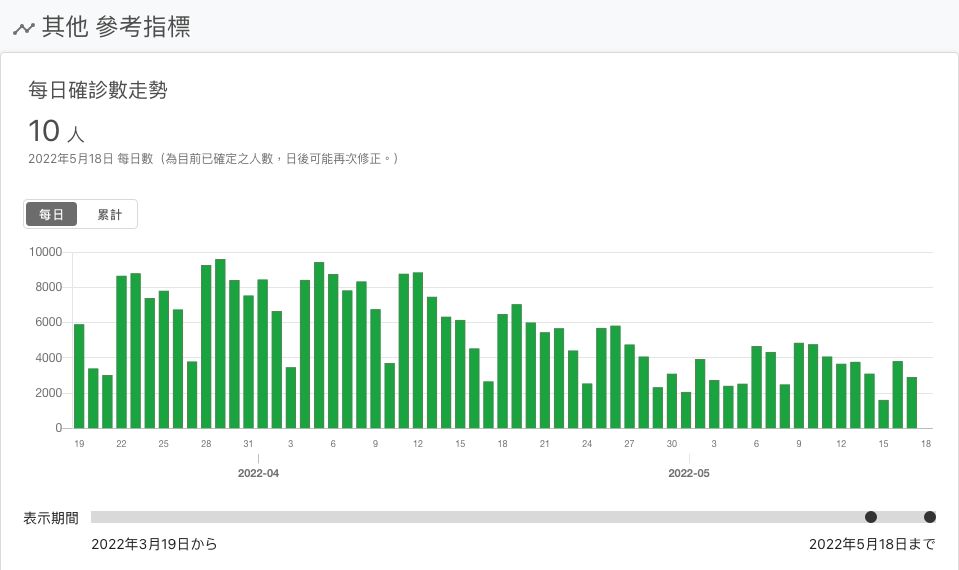 其他 參考指標
每日確診數走勢
10 人
2022年5月18日 每日數（為目前已確定之人數，日後可能再次修正。）
每日 累計
10000
8000
6000
4000
2000
0
19 22 25 28 31 3 6 9 12 15 18 21 24 27 30 3 6 9 12 15 18
2022-04 2022-05
表示期間
2022年3月19日から 2022年5月18日まで